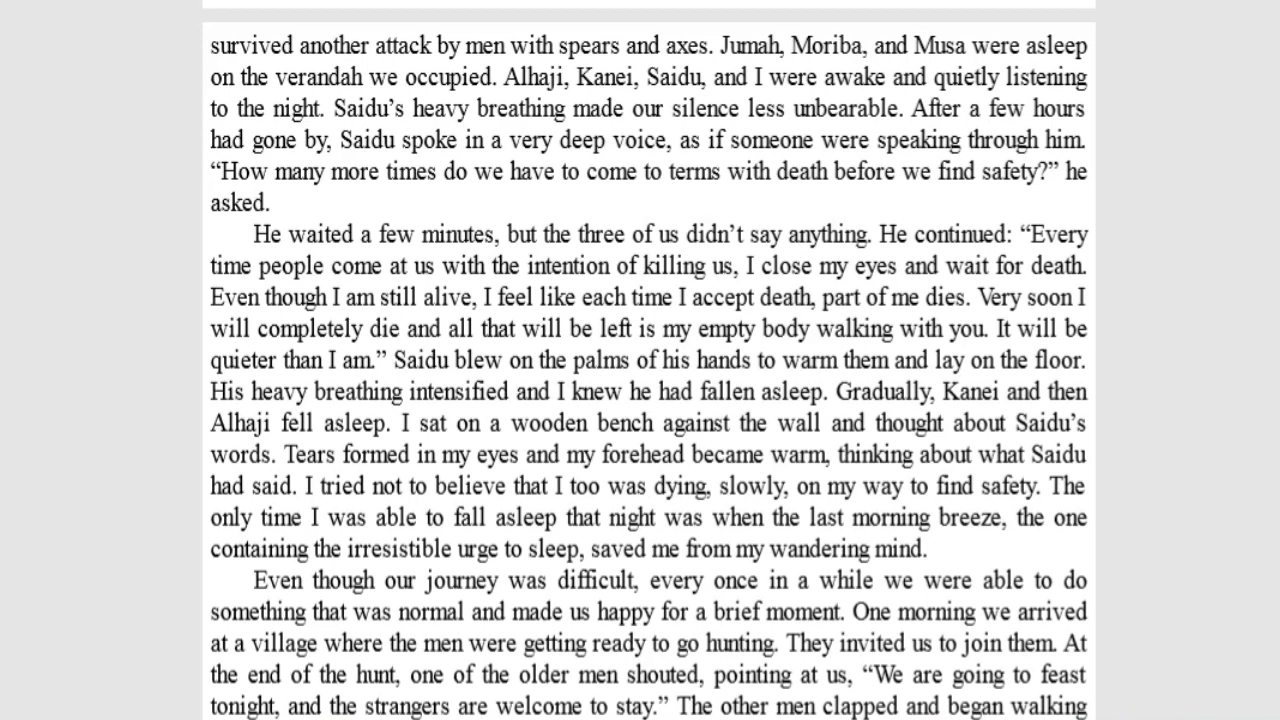 survived another attack by men with spears and axes. Jumah, Moriba, and Musa were asleep
on the verandah we occupied. Alhaji, Kanei, Saidu, and I were awake and quietly listening
to the night. Saidu’s heavy breathing made our silence less unbearable. After a few hours
had gone by, Saidu spoke in a very deep voice, as if someone were speaking through him.
“How many more times do we have to come to terms with death before we find safety?” he
asked.
He waited a few minutes, but the three of us didn’t say anything. He continued: “Every
time people come at us with the intention of killing us, I close my eyes and wait for death.
Even though I am still alive, I feel like each time I accept death, part of me dies. Very soon I
will completely die and all that will be left is my empty body walking with you. It will be
quieter than I am.” Saidu blew on the palms of his hands to warm them and lay on the floor.
His heavy breathing intensified and I knew he had fallen asleep. Gradually, Kanei and then
Alhaji fell asleep. I sat on a wooden bench against the wall and thought about Saidu’s
words. Tears formed in my eyes and my forehead became warm, thinking about what Saidu
had said. I tried not to believe that I too was dying, slowly, on my way to find safety. The
only time I was able to fall asleep that night was when the last morning breeze, the one
containing the irresistible urge to sleep, saved me from my wandering mind.
Even though our journey was difficult, every once in a while we were able to do
something that was normal and made us happy for a brief moment. One morning we arrived
at a village where the men were getting ready to go hunting. They invited us to join them. At
the end of the hunt, one of the older men shouted, pointing at us, “We are going to feast
tonight, and the strangers are welcome to stay.” The other men clapped and began walking